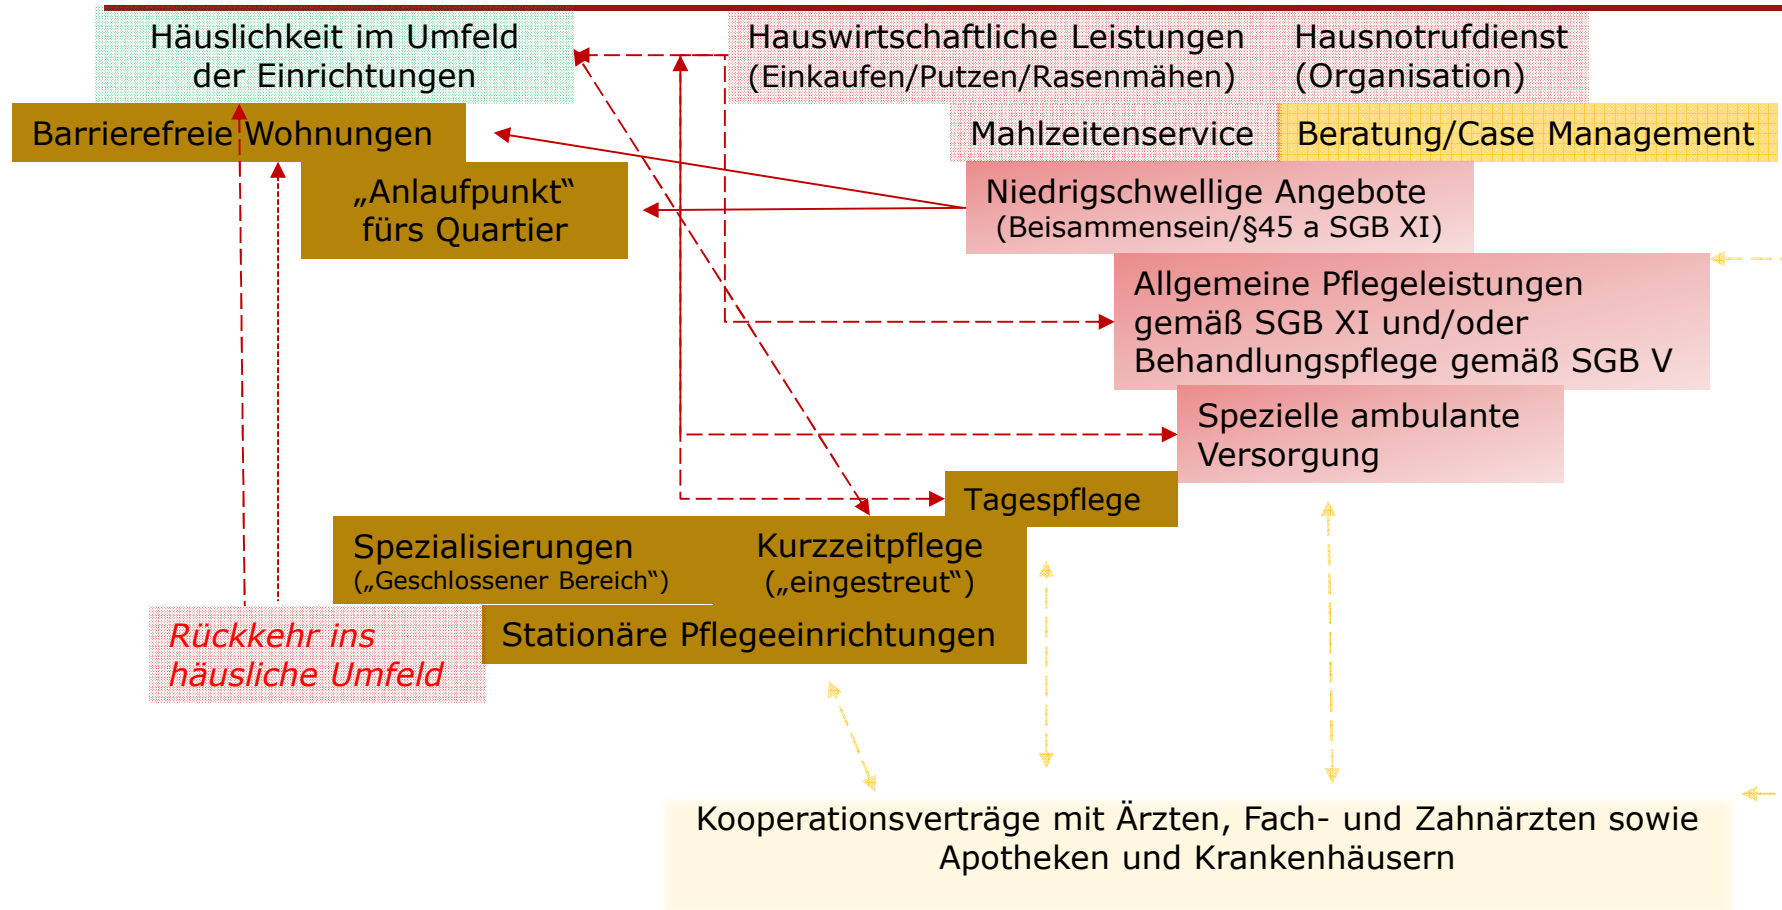 Häuslichkeit im Umfeld
der Einrichtungen
Hauswirtschaftliche Leistungen
(Einkaufen/Putzen/Rasenmähen)
Hausnotrufdienst
(Organisation)
Barrierefreie Wohnungen
Mahlzeitenservice
Beratung/Case Management
„Anlaufpunkt“
fürs Quartier
Niedrigschwellige Angebote
(Beisammensein/§45 a SGB XI)
Allgemeine Pflegeleistungen
gemäß SGB XI und/oder
Behandlungspflege gemäß SGB V
Spezielle ambulante
Versorgung
Tagespflege
Spezialisierungen
(„Geschlossener Bereich“)
Kurzzeitpflege
(„eingestreut“)
Rückkehr ins
häusliche Umfeld
Stationäre Pflegeeinrichtungen
Kooperationsverträge mit Ärzten, Fach- und Zahnärzten sowie
Apotheken und Krankenhäusern